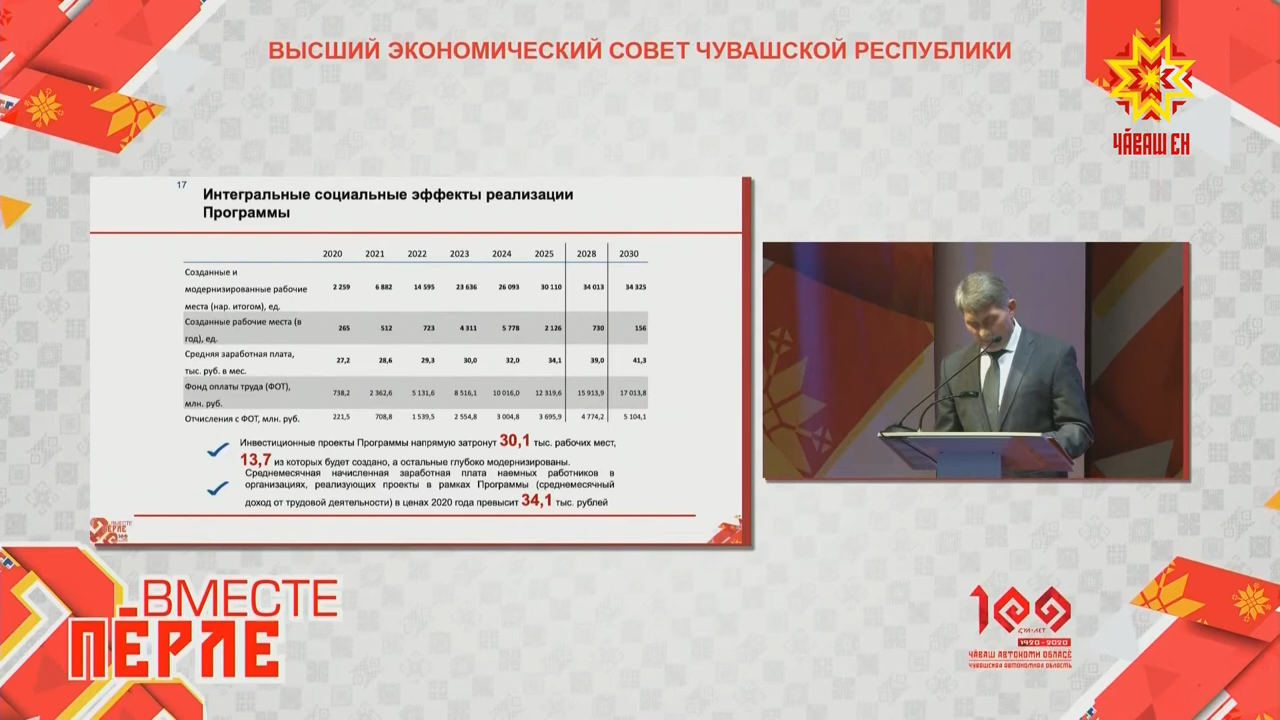 ВЫСШИЙ ЭКОНОМИЧЕСКИЙ СОВЕТ ЧУВАШСКОЙ РЕСПУБЛИКИ
ЧӐВАШ ЕН
17
Интегральные социальные эффекты реализации
Программы
2020 2021 2022 2023 2024 2025 2028 2030
Созданные и
модернизированные рабочие
места (нар. итогом), ед.
2 259 6 882 14 595 23 636 26 093 30 110 34 013 34 325
Созданные рабочие места (в
год), ед.
265 512 723 4 311 5 778 2 126 730 156
Средняя заработная плата,
тыс. руб. в мес.
27,2 28,6 29,3 30,0 32,0 34,1 39,0 41,3
Фонд оплаты труда (ФОТ),
млн. руб.
738,2 2 362,6 5 131,6 8 516,1 10 016,0 12 319,6 15 913,9 17 013,8
Отчисления с ФОТ, млн. руб. 221,5 708,8 1 539,5 2 554,8 3 004,8 3 695,9 4 774,2 5 104,1
Инвестиционные проекты Программы напрямую затронут 30,1 тыс. рабочих мест,
13,7 из которых будет создано, а остальные глубоко модернизированы.
Среднемесячная начисленная заработная плата наемных работников в
организациях, реализующих проекты в рамках Программы (среднемесячный
доход от трудовой деятельности) в ценах 2020 года превысит 34,1 тыс. рублей
ВМЕСТЕ
ПӖРЛЕ
ВМЕСТЕ
ПӖРЛЕ
100
ҪУЛ-ЛЕТ
1920-2020
ЧӐВАШ АВТОНОМИ ОБЛАҪӖ
ЧУВАШСКАЯ АВТОНОМНАЯ ОБЛАСТЬ